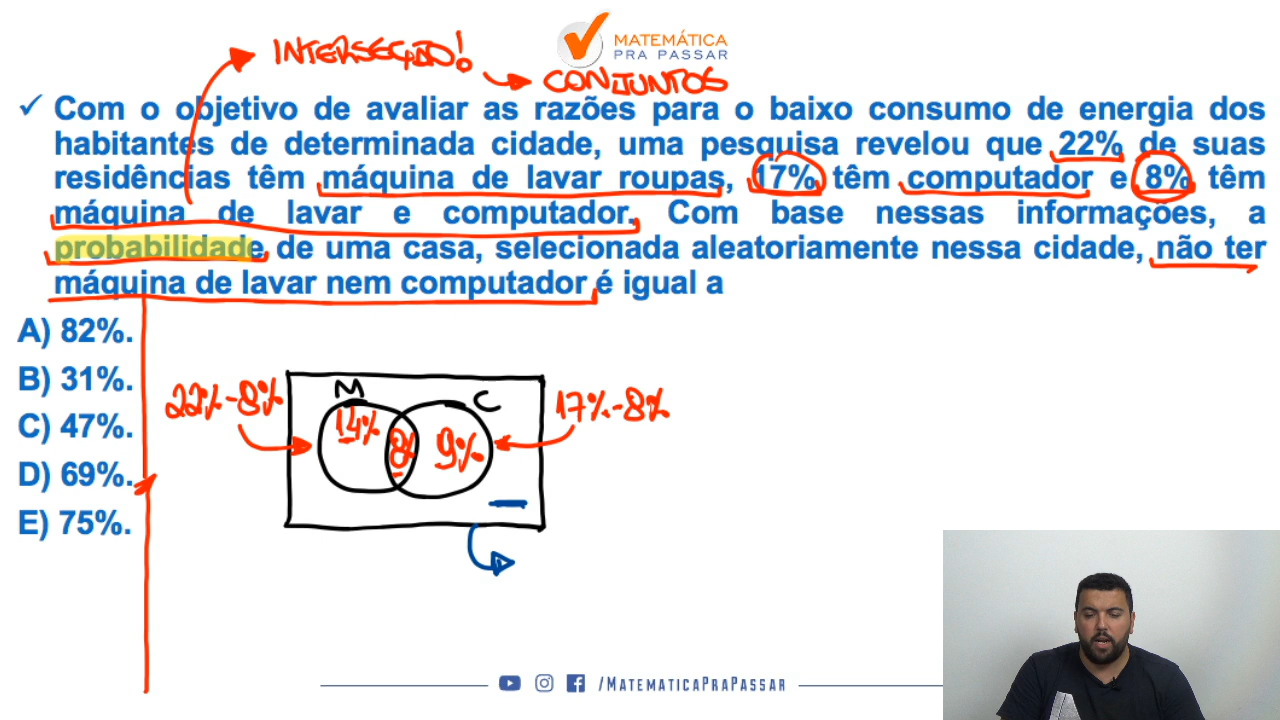 MATEMÁTICA
PRA PASSAR
INTERSEÇÃO!
CONJUNTOS
✓ Com o objetivo de avaliar as razões para o baixo consumo de energia dos
habitantes de determinada cidade, uma pesquisa revelou que 22% de suas
residências têm máquina de lavar roupas, 17% têm computador e 8% têm
máquina de lavar e computador. Com base nessas informações, a
probabilidade de uma casa, selecionada aleatoriamente nessa cidade, não ter
máquina de lavar nem computador é igual a
A) 82%.
B) 31%.
C) 47%.
D) 69%.
E) 75%.
M
C
22%-8%
14%
8%
9%
17%-8%
/MatematicaPraPassar